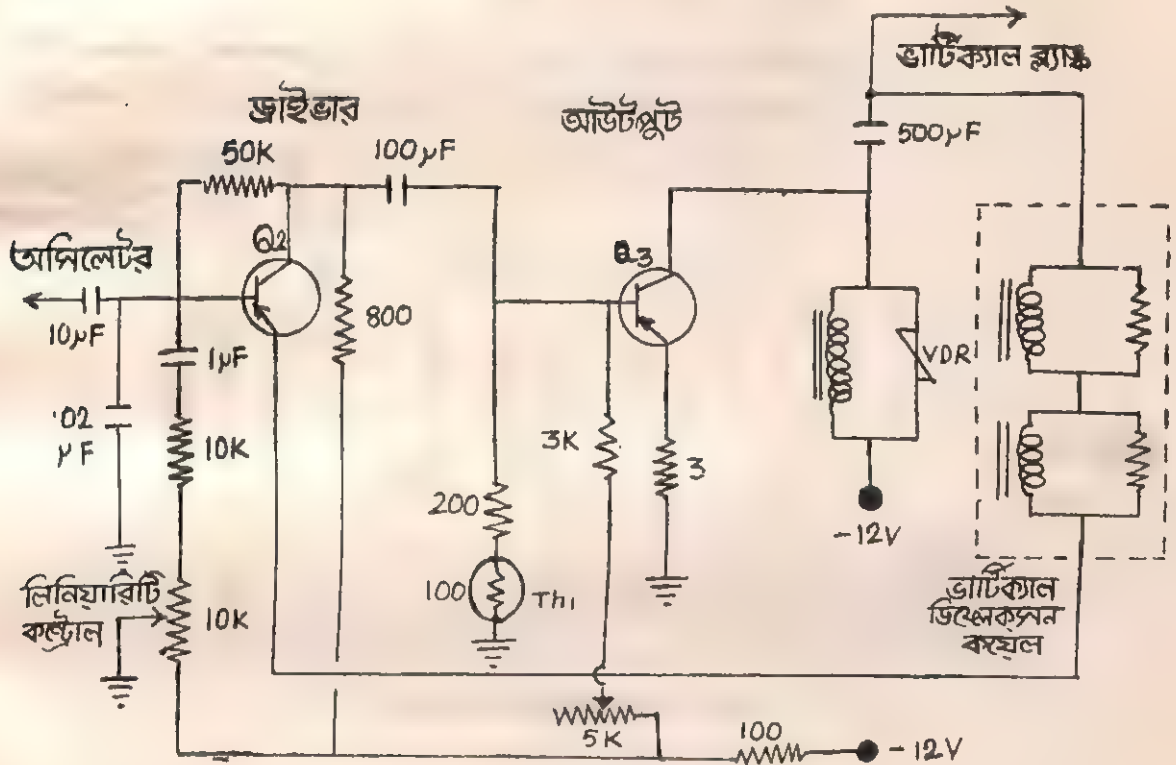 ভার্টিক্যাল ব্ল্যাঙ্ক
ড্রাইভার
আউটপুট
50K
100μF
500μF
অসিলেটর
Q2
Q3
10μF
1μF
800
VDR
.02
μF
10K
3K
3
200
-12V
লিনিয়ারিটি
কন্ট্রোল
10K
100
Th1
ভার্টিক্যাল
ডিফ্লেকসন
কয়েল
5K
100
-12V